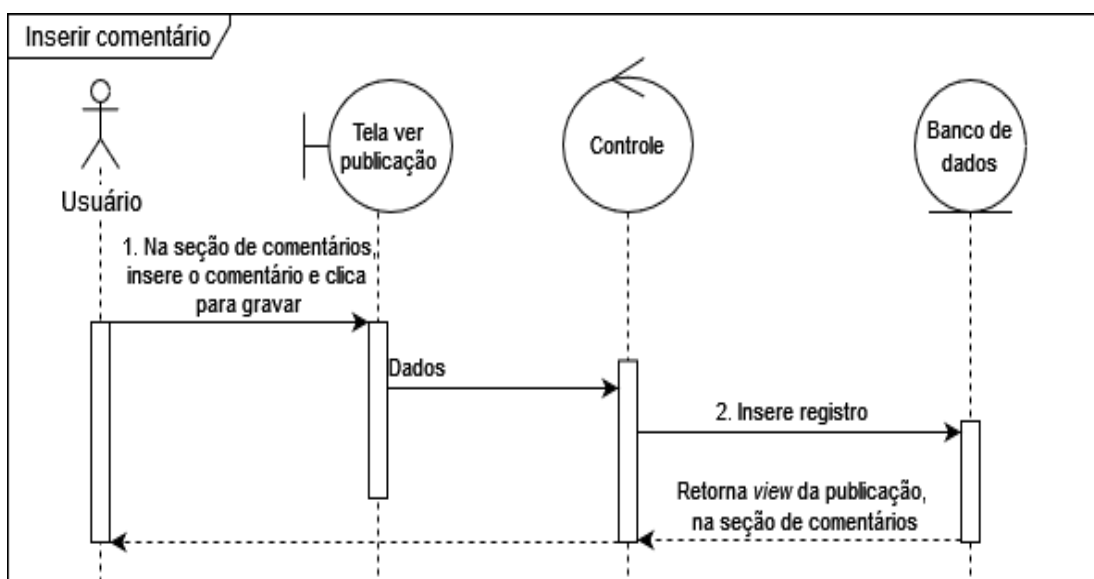 Inserir comentário
Tela ver
publicação
Controle
Banco de
dados
Usuário
1. Na seção de comentários,
insere o comentário e clica
para gravar
Dados
2. Insere registro
Retorna view da publicação,
na seção de comentários